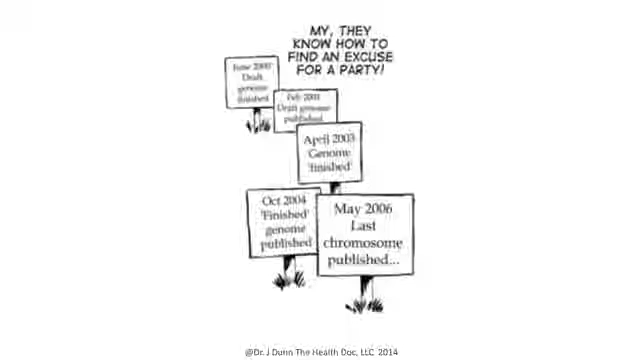 MY, THEY
KNOW HOW TO
FIND AN EXCUSE
FOR A PARTY!
June 2000
Draft
genome
finished
Feb 2001
Draft genome
published
April 2003
Genome
'finished'
Oct 2004
'Finished'
genome
published
May 2006
Last
chromosome
published...
@Dr. J Dunn The Health Doc, LLC 2014